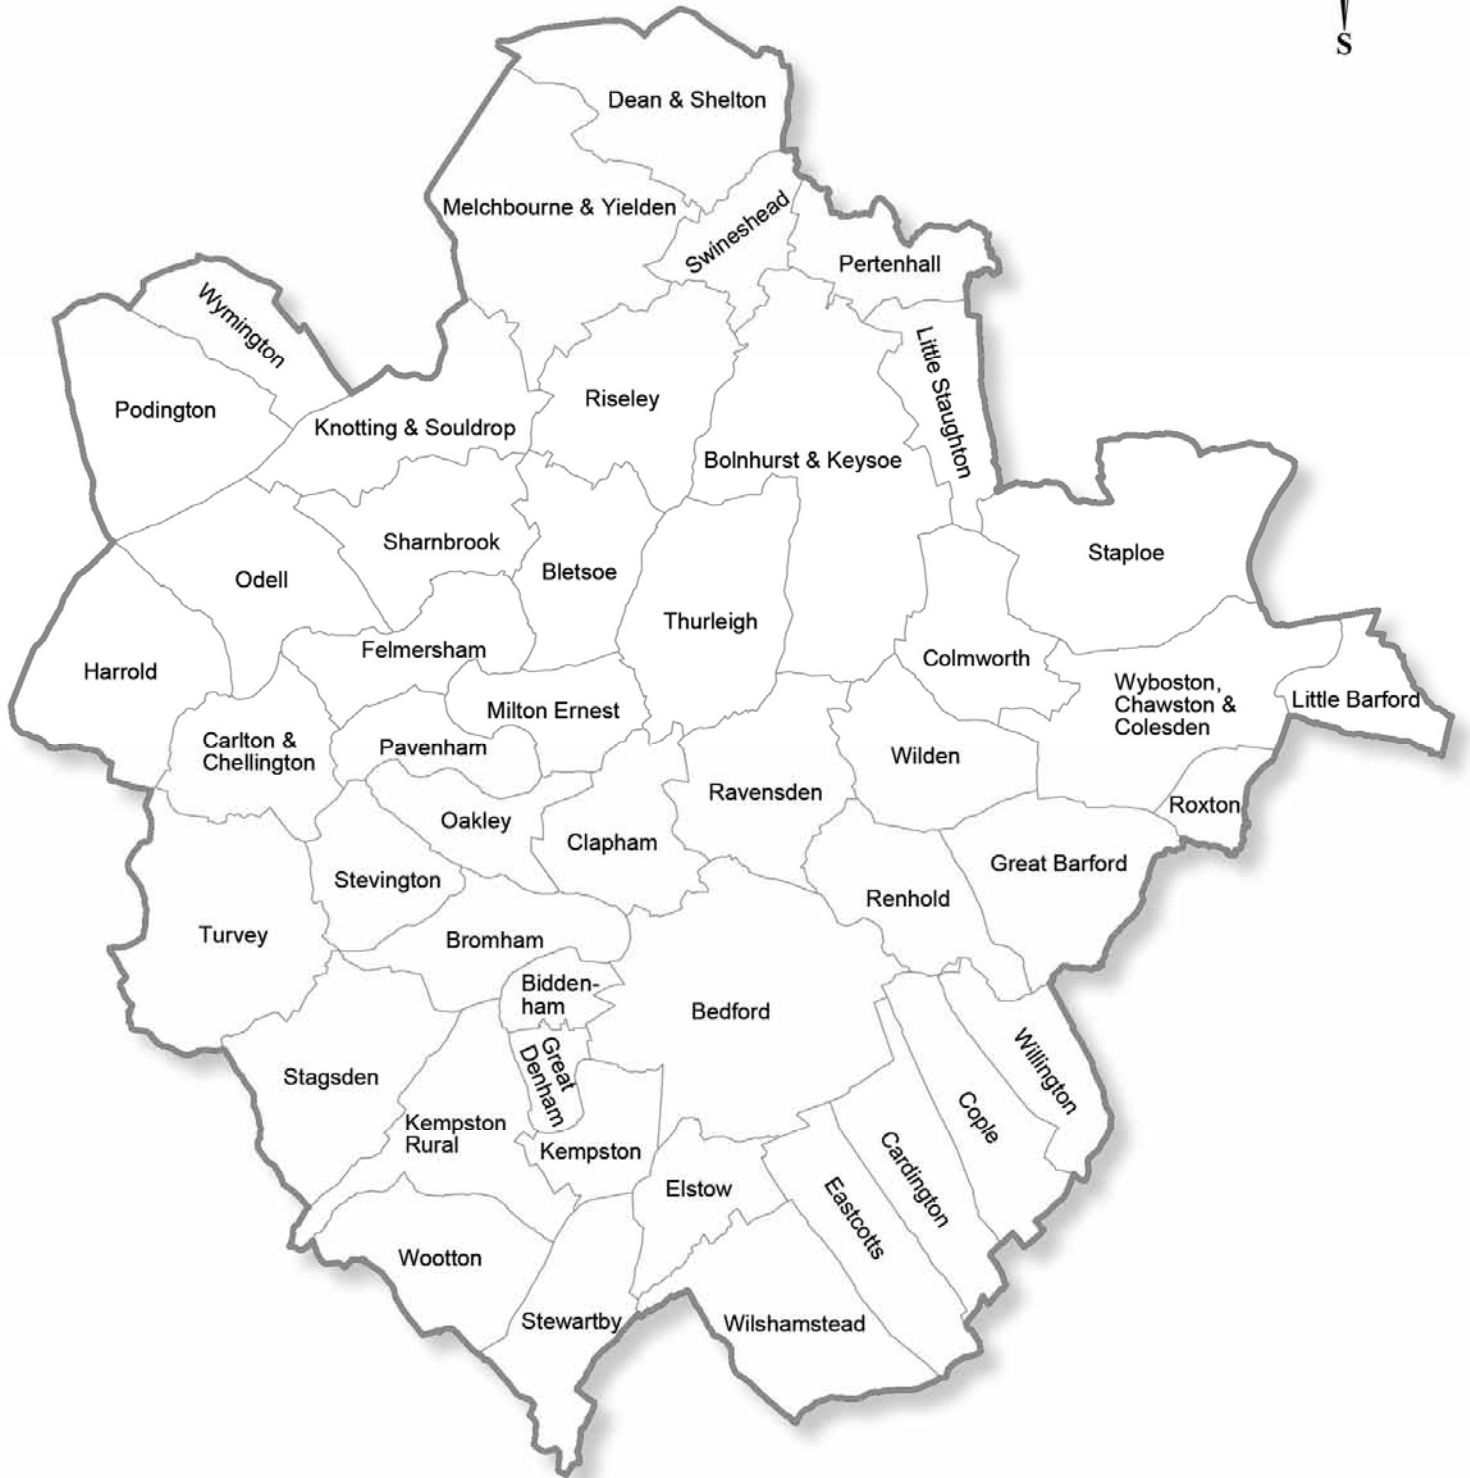 S
Dean & Shelton
Melchbourne & Yielden
Swineshead
Pertenhall
Wymington
Little Staughton
Podington
Riseley
Knotting & Souldrop
Bolnhurst & Keysoe
Sharnbrook
Staploe
Bletsoe
Odell
Thurleigh
Felmersham
Colmworth
Harrold
Wyboston,
Chawston &
Colesden
Little Barford
Milton Ernest
Carlton &
Chellington
Pavenham
Wilden
Ravensden
Roxton
Oakley
Clapham
Great Barford
Stevington
Renhold
Turvey
Bromham
Bidden-
ham
Bedford
Great
Denham
Willington
Stagsden
Cople
Kempston
Rural
Kempston
Cardington
Elstow
Eastcotts
Wootton
Stewartby
Wilshamstead